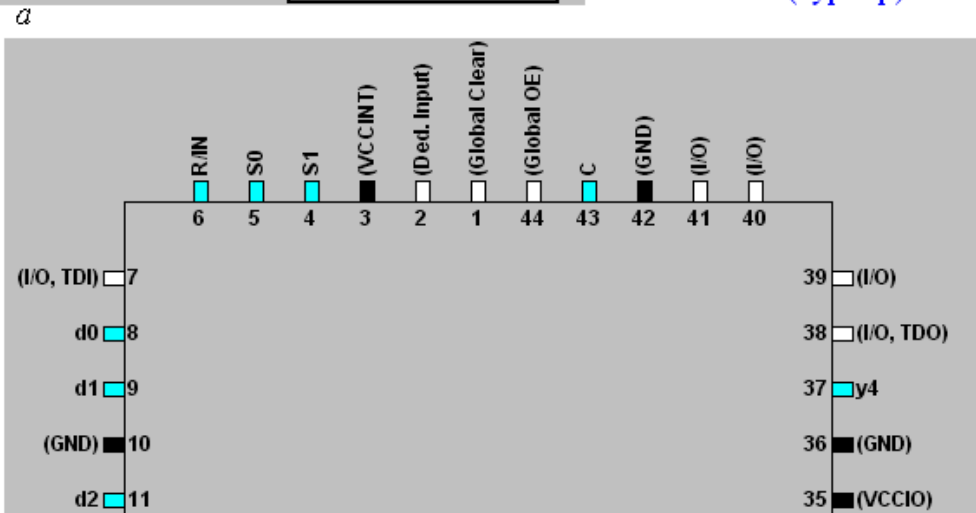 a
R/IN S0 S1 (VCCINT) (Ded. Input) (Global Clear) (Global OE) C (GND) (I/O) (I/O)
6 5 4 3 2 1 44 43 42 41 40
(I/O, TDI) 7 39 (I/O)
d0 8 38 (I/O, TDO)
d1 9 37 y4
(GND) 10 36 (GND)
d2 11 35 (VCCIO)